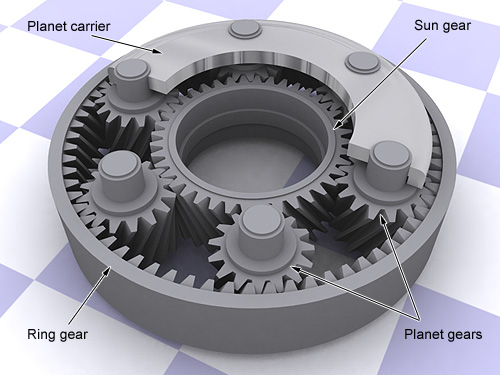 Planet carrier
Sun gear
Ring gear
Planet gears